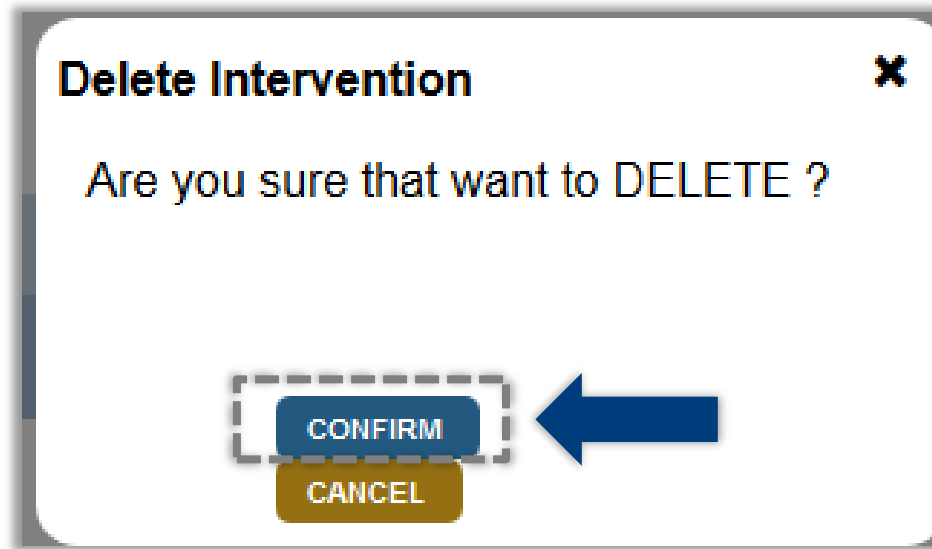 Delete Intervention
Are you sure that want to DELETE ?
CONFIRM
CANCEL